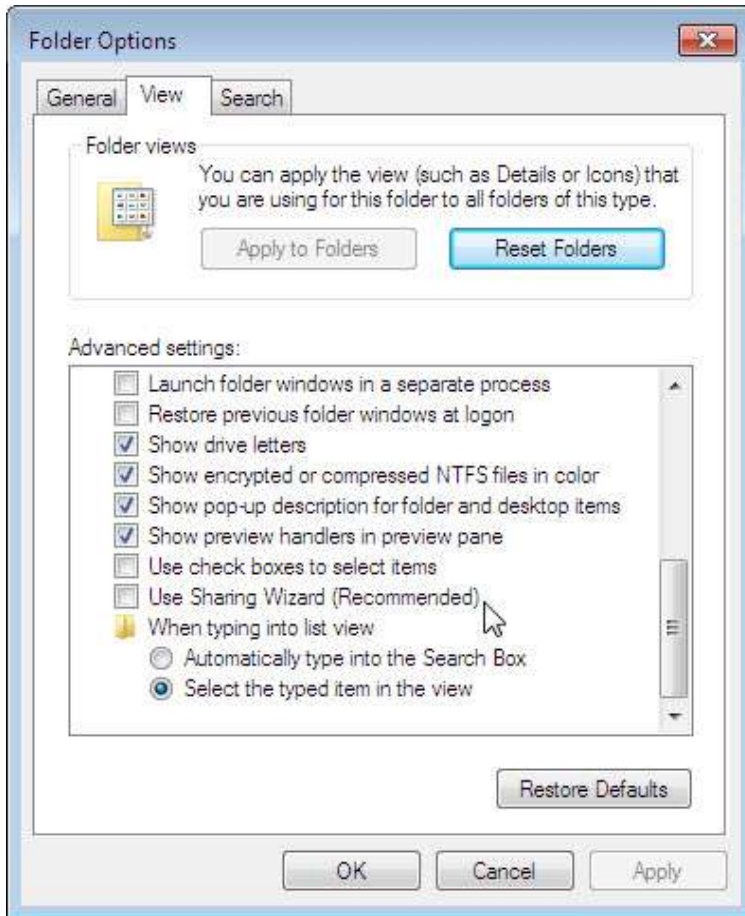 Folder Options
General View Search
Folder views
You can apply the view (such as Details or Icons) that
you are using for this folder to all folders of this type.
Apply to Folders Reset Folders
Advanced settings:
Launch folder windows in a separate process
Restore previous folder windows at logon
Show drive letters
Show encrypted or compressed NTFS files in color
Show pop-up description for folder and desktop items
Show preview handlers in preview pane
Use check boxes to select items
Use Sharing Wizard (Recommended)
When typing into list view
Automatically type into the Search Box
Select the typed item in the view
Restore Defaults
OK Cancel Apply